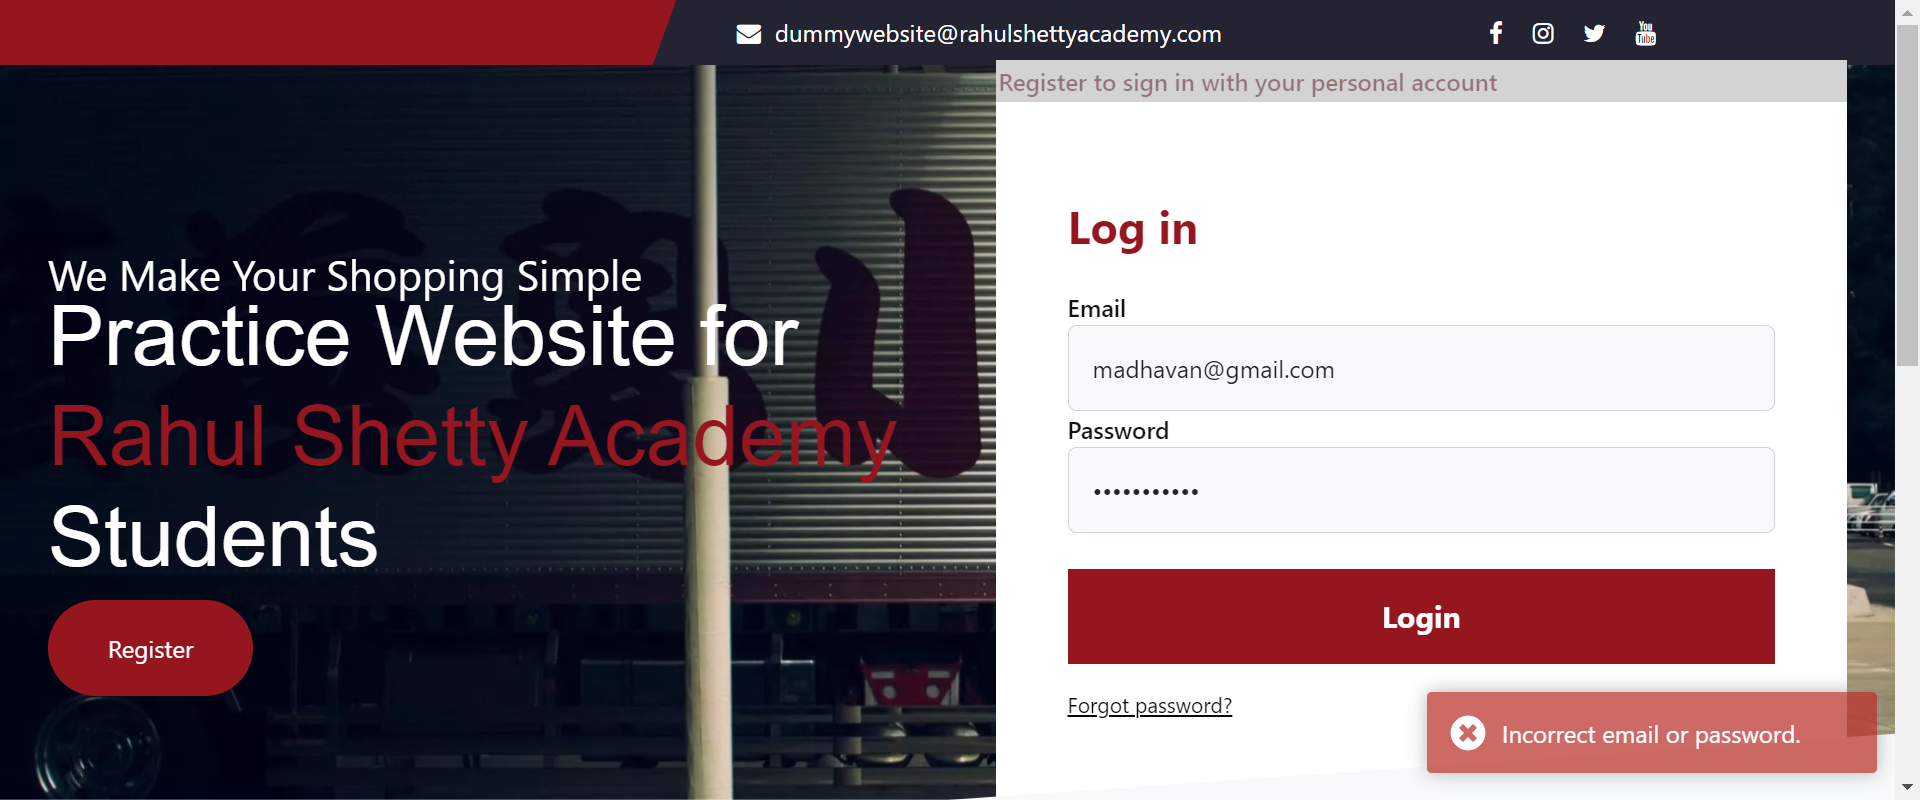 dummywebsite@rahulshettyacademy.com
You
Tube
Register to sign in with your personal account
We Make Your Shopping Simple
Practice Website for
Rahul Shetty Academy
Students
Register
Log in
Email
madhavan@gmail.com
Password
•••••••••••
Login
Forgot password?
Incorrect email or password.